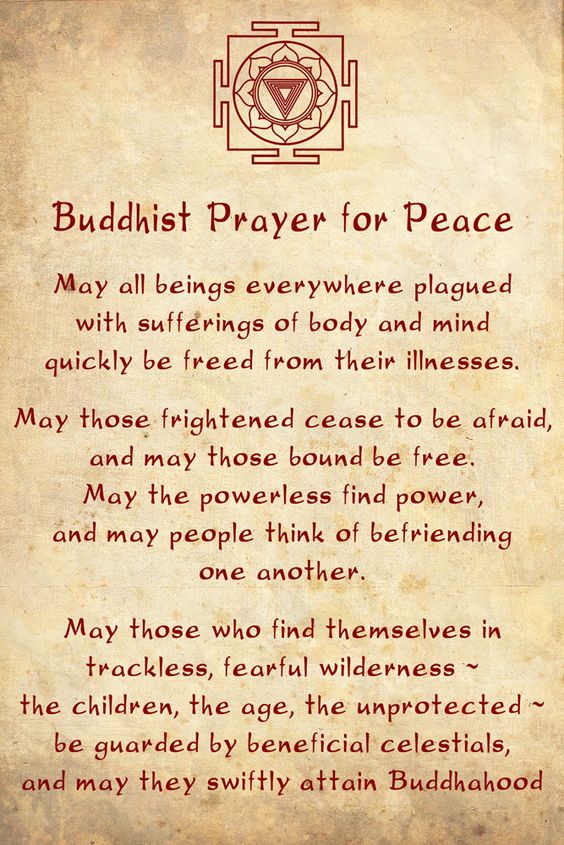 Buddhist Prayer for Peace
May all beings everywhere plagued
with sufferings of body and mind
quickly be freed from their illnesses.
May those frightened cease to be afraid,
and may those bound be free.
May the powerless find power,
and may people think of befriending
one another.
May those who find themselves in
trackless, fearful wilderness ~
the children, the age, the unprotected ~
be guarded by beneficial celestials,
and may they swiftly attain Buddhahood